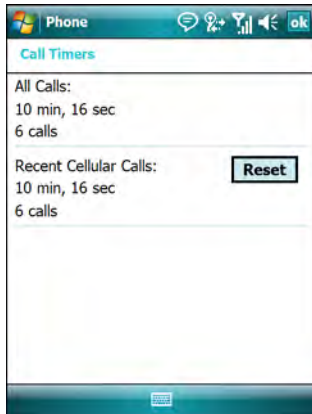 Phone
ok
Call Timers
All Calls:
10 min, 16 sec
6 calls
Recent Cellular Calls:
Reset
10 min, 16 sec
6 calls